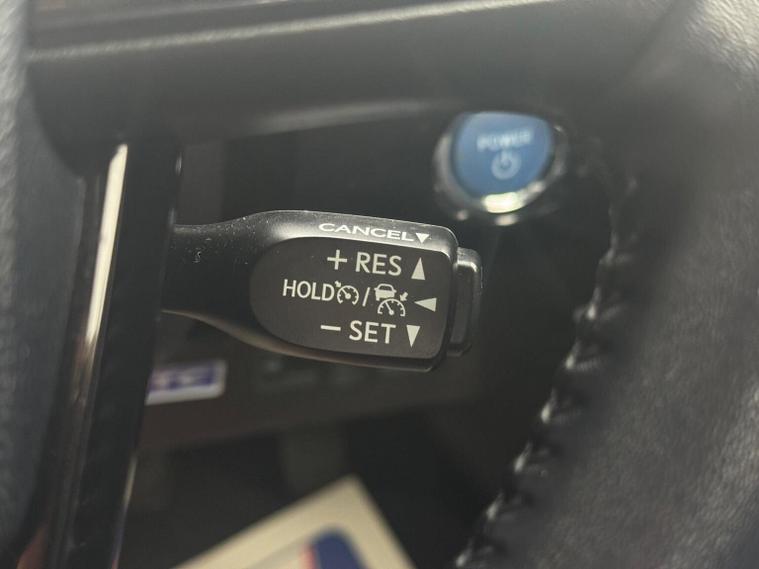 POWER
CANCEL▼
+ RES ▲
HOLD / ◄
− SET ▼